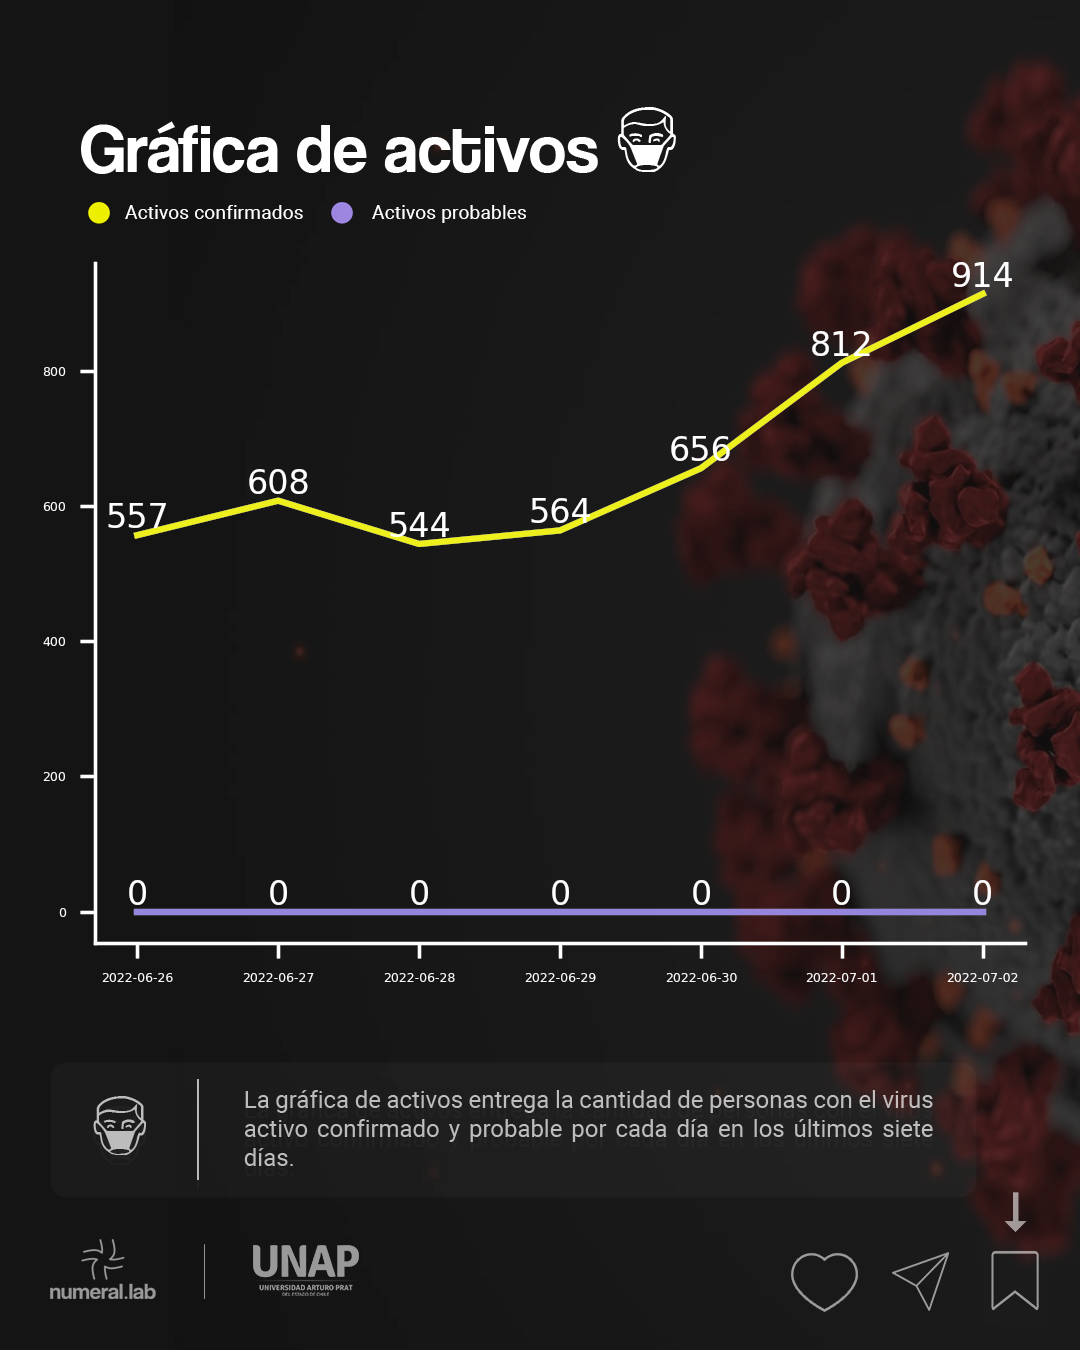 Gráfica de activos
Activos confirmados Activos probables
914
812
800
656
608
600
557
564
544
400
200
0 0 0 0 0 0 0
0
2022-06-26 2022-06-27 2022-06-28 2022-06-29 2022-06-30 2022-07-01 2022-07-02
La gráfica de activos entrega la cantidad de personas con el virus
activo confirmado y probable por cada día en los últimos siete
días.
numeral.lab
UNAP
UNIVERSIDAD ARTURO PRAT
DEL ESTADO DE CHILE